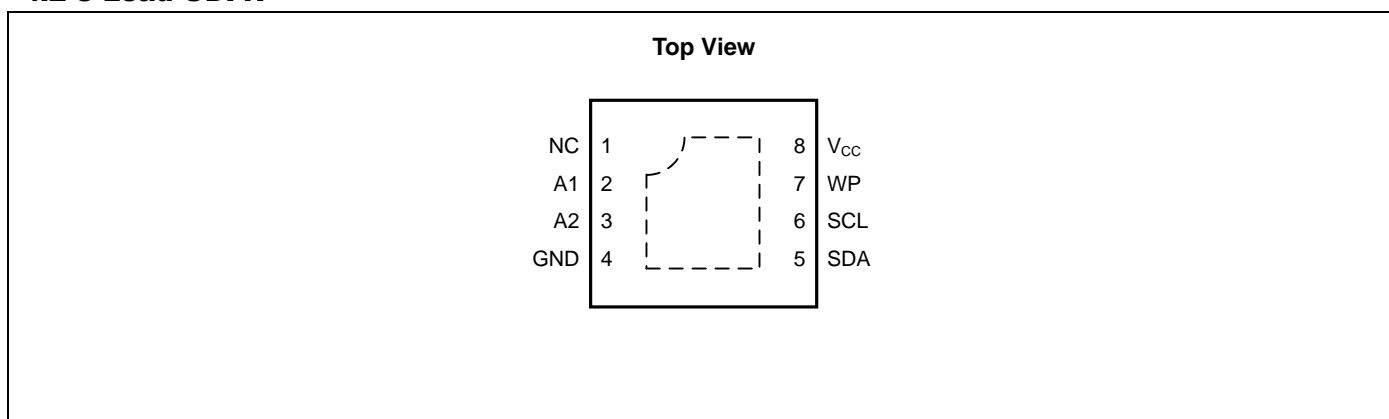 Top View
NC 1 8 VCC
A1 2 7 WP
A2 3 6 SCL
GND 4 5 SDA